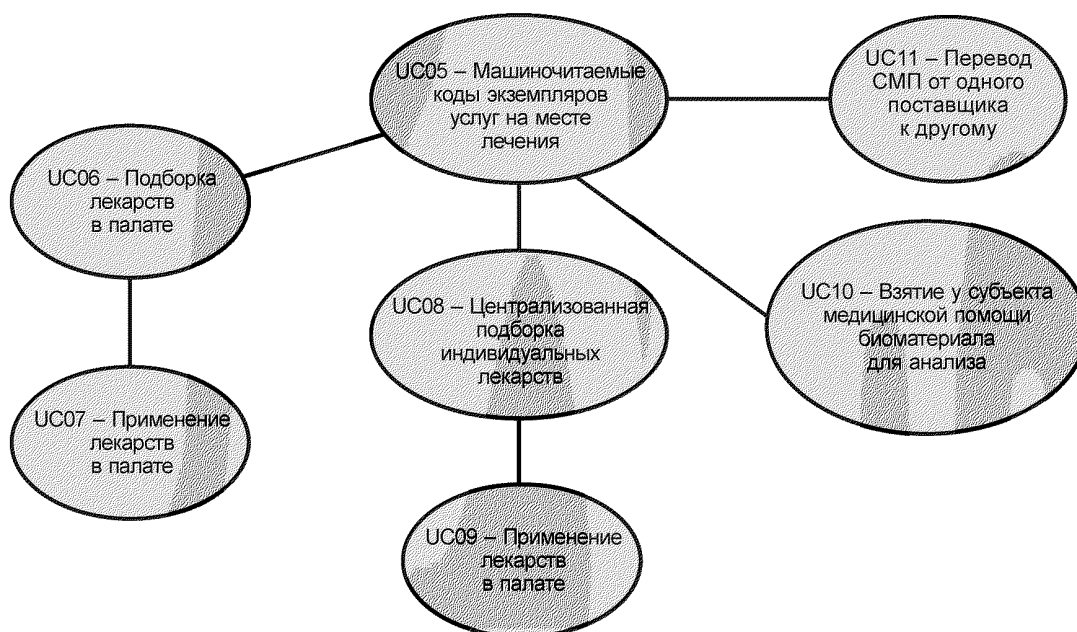 UC05 – Машиночитаемые
коды экземпляров
услуг на месте
лечения
UC11 – Перевод
СМП от одного
поставщика
к другому
UC06 – Подборка
лекарств
в палате
UC08 – Централизованная
подборка
индивидуальных
лекарств
UC10 – Взятие у субъекта
медицинской помощи
биоматериала
для анализа
UC07 – Применение
лекарств
в палате
UC09 – Применение
лекарств
в палате